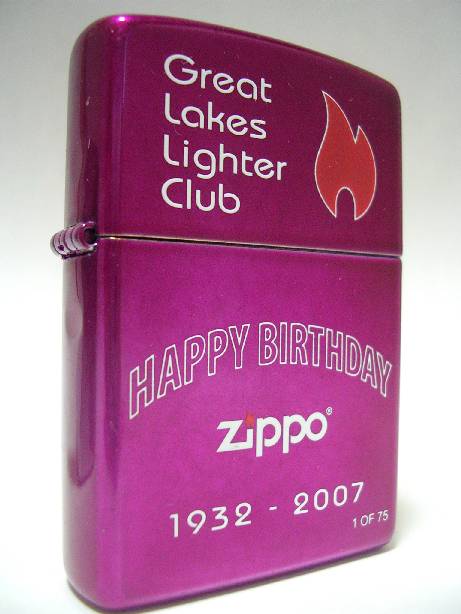 Great
Lakes
Lighter
Club
HAPPY BIRTHDAY
zippo®
1932 - 2007
1 OF 75